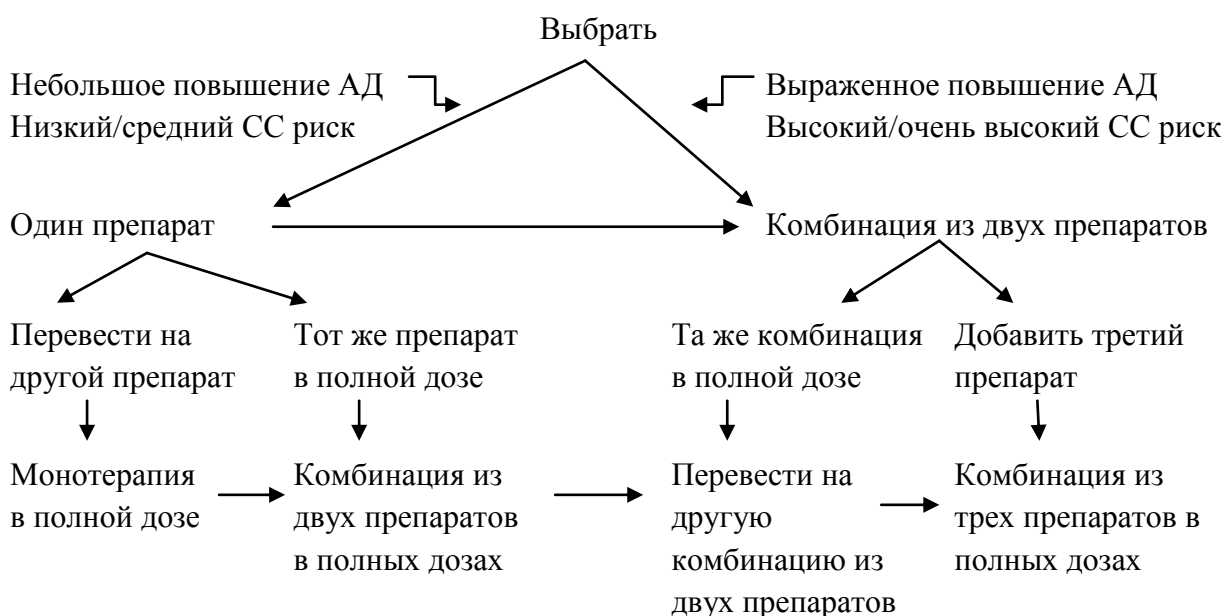 Выбрать
Небольшое повышение АД
Низкий/средний СС риск
Выраженное повышение АД
Высокий/очень высокий СС риск
Один препарат
Комбинация из двух препаратов
Перевести на
другой препарат
Тот же препарат
в полной дозе
Та же комбинация
в полной дозе
Добавить третий
препарат
Монотерапия
в полной дозе
Комбинация из
двух препаратов
в полных дозах
Перевести на
другую
комбинацию из
двух препаратов
Комбинация из
трех препаратов в
полных дозах